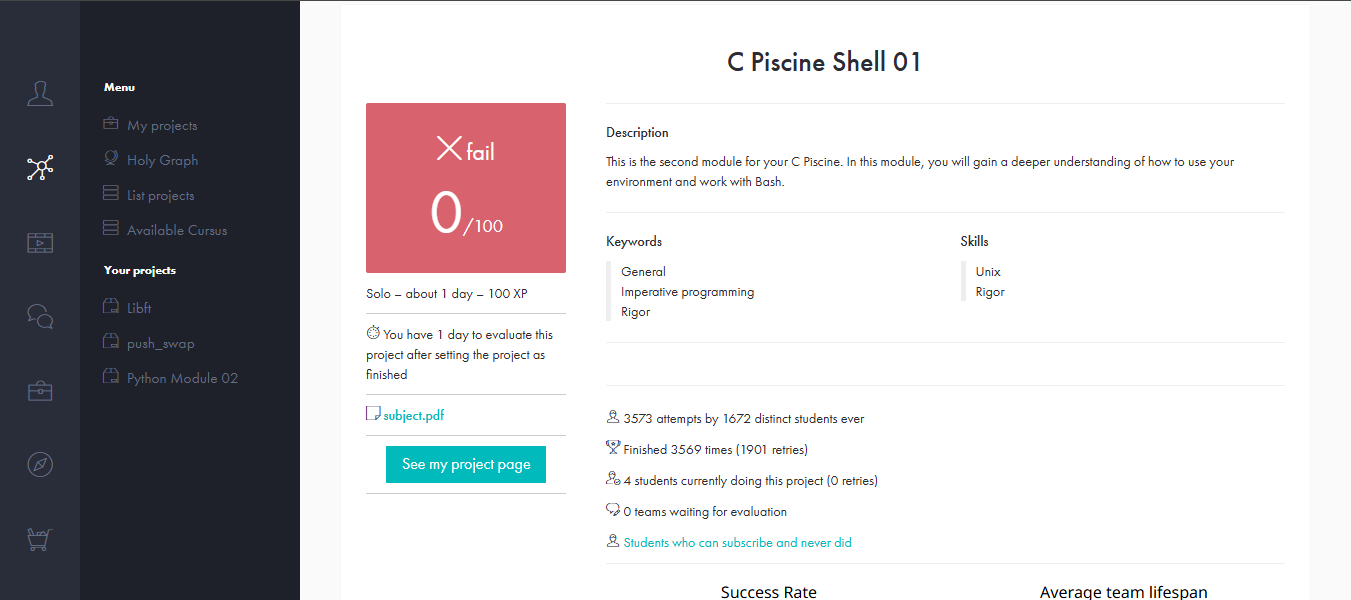 C Piscine Shell 01
Menu
My projects
Holy Graph
List projects
Available Cursus
Your projects
Libft
push_swap
Python Module 02
fail
0/100
Solo – about 1 day – 100 XP
You have 1 day to evaluate this
project after setting the project as
finished
subject.pdf
See my project page
Description
This is the second module for your C Piscine. In this module, you will gain a deeper understanding of how to use your
environment and work with Bash.
Keywords
General
Imperative programming
Rigor
Skills
Unix
Rigor
3573 attempts by 1672 distinct students ever
Finished 3569 times (1901 retries)
4 students currently doing this project (0 retries)
0 teams waiting for evaluation
Students who can subscribe and never did
Success Rate
Average team lifespan